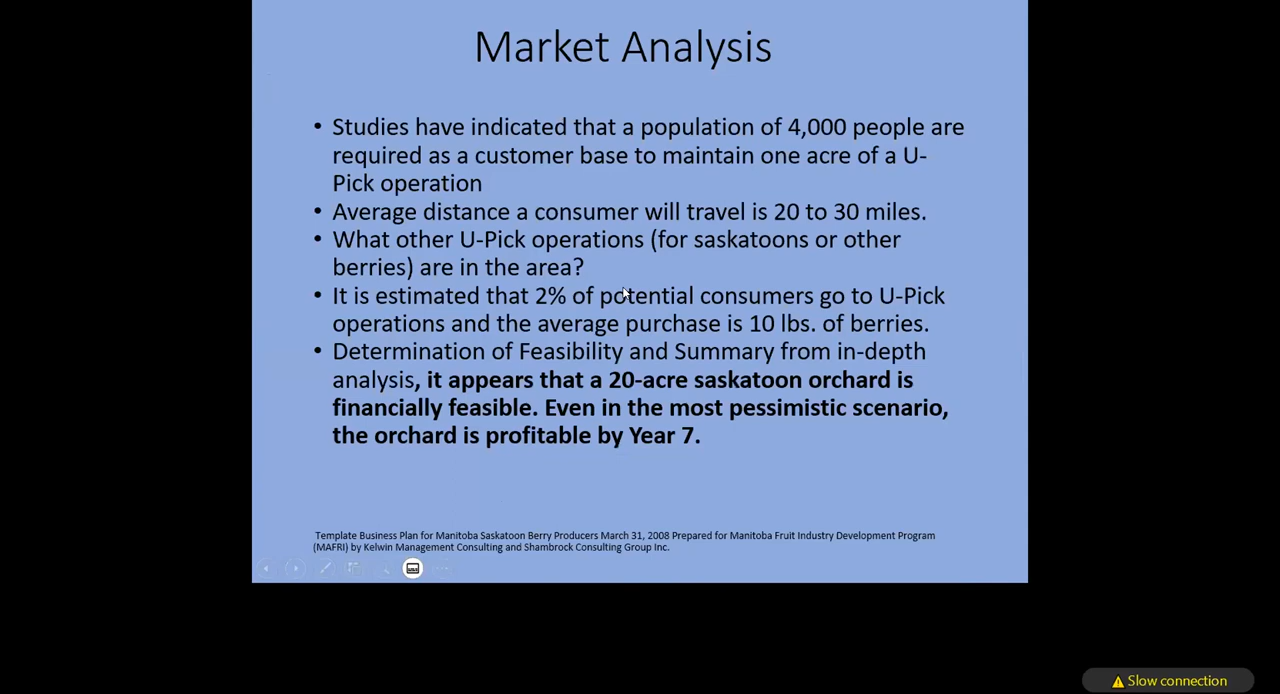 Market Analysis
• Studies have indicated that a population of 4,000 people are
required as a customer base to maintain one acre of a U-
Pick operation
• Average distance a consumer will travel is 20 to 30 miles.
• What other U-Pick operations (for saskatoons or other
berries) are in the area?
• It is estimated that 2% of potential consumers go to U-Pick
operations and the average purchase is 10 lbs. of berries.
• Determination of Feasibility and Summary from in-depth
analysis, it appears that a 20-acre saskatoon orchard is
financially feasible. Even in the most pessimistic scenario,
the orchard is profitable by Year 7.
Template Business Plan for Manitoba Saskatoon Berry Producers March 31, 2008 Prepared for Manitoba Fruit Industry Development Program
(MAFRI) by Kelwin Management Consulting and Shambrock Consulting Group Inc.
Slow connection